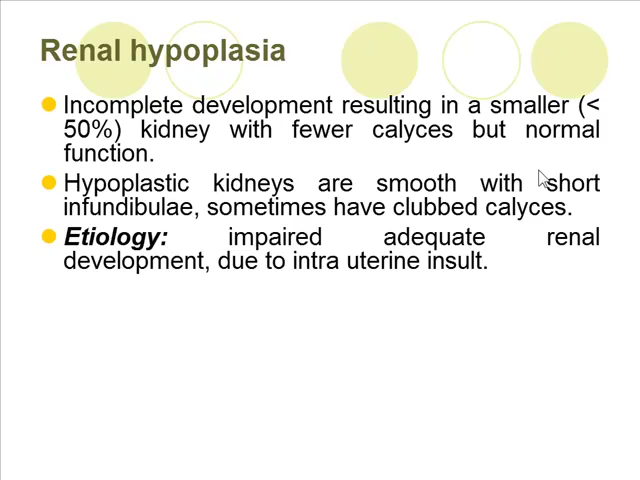 Renal hypoplasia
Incomplete development resulting in a smaller (<
50%) kidney with fewer calyces but normal
function.
Hypoplastic kidneys are smooth with short
infundibulae, sometimes have clubbed calyces.
Etiology: impaired adequate renal
development, due to intra uterine insult.